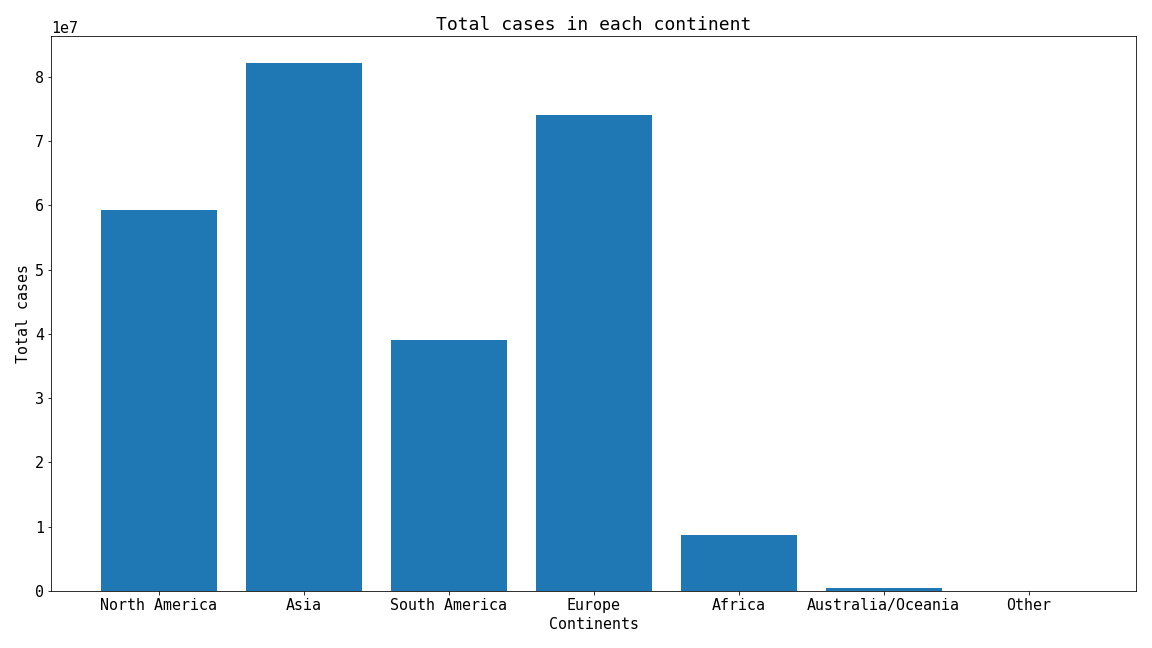 Total cases in each continent
1e7
8
7
6
5
4
3
2
1
0
Total cases
North America Asia South America Europe Africa Australia/Oceania Other
Continents